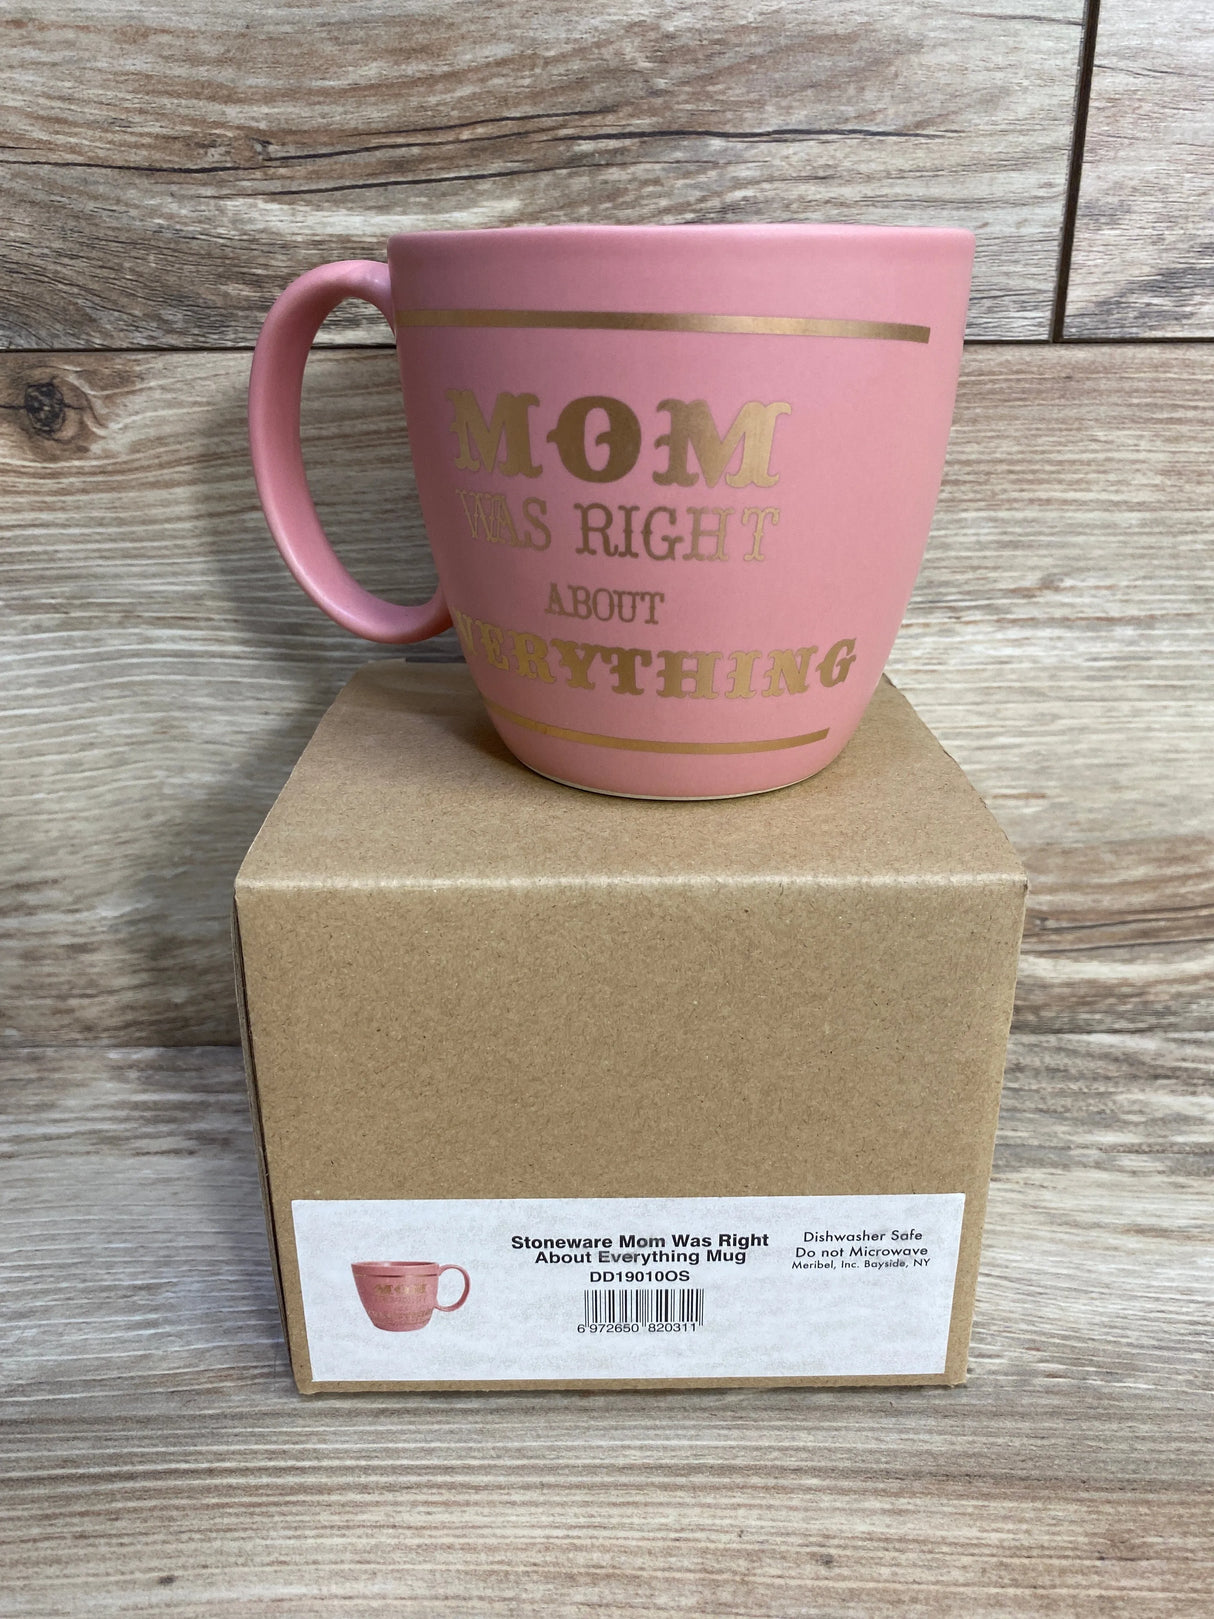 MOM
WAS RIGHT
ABOUT
EVERYTHING
Stoneware Mom Was Right
About Everything Mug
DD19010OS
6 972650 820311
Dishwasher Safe
Do not Microwave
Meribel, Inc. Bayside, NY
MOM